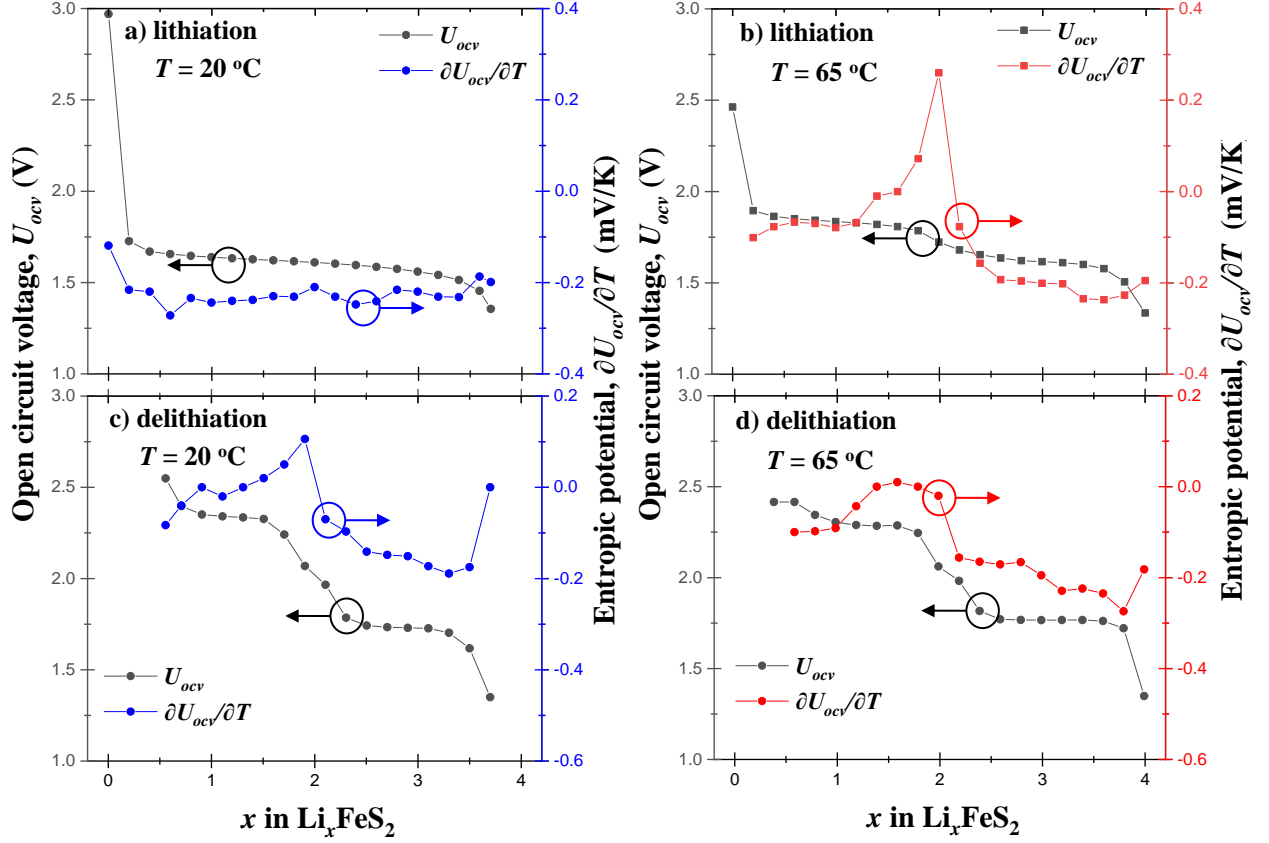 a) lithiation
T = 20 °C
U_ocv
∂U_ocv/∂T
3.0
2.5
2.0
1.5
1.0
0.4
0.2
0.0
-0.2
-0.4
b) lithiation
T = 65 °C
U_ocv
∂U_ocv/∂T
3.0
2.5
2.0
1.5
1.0
0.4
0.2
0.0
-0.2
-0.4
c) delithiation
T = 20 °C
U_ocv
∂U_ocv/∂T
3.0
2.5
2.0
1.5
1.0
0.2
0.0
-0.2
-0.4
-0.6
0 1 2 3 4
d) delithiation
T = 65 °C
U_ocv
∂U_ocv/∂T
3.0
2.5
2.0
1.5
1.0
0.2
0.0
-0.2
-0.4
-0.6
0 1 2 3 4
Open circuit voltage, U_ocv (V)
Entropic potential, ∂U_ocv/∂T (mV/K)
Open circuit voltage, U_ocv (V)
Entropic potential, ∂U_ocv/∂T (mV/K
x in Li_xFeS_2
x in Li_xFeS_2